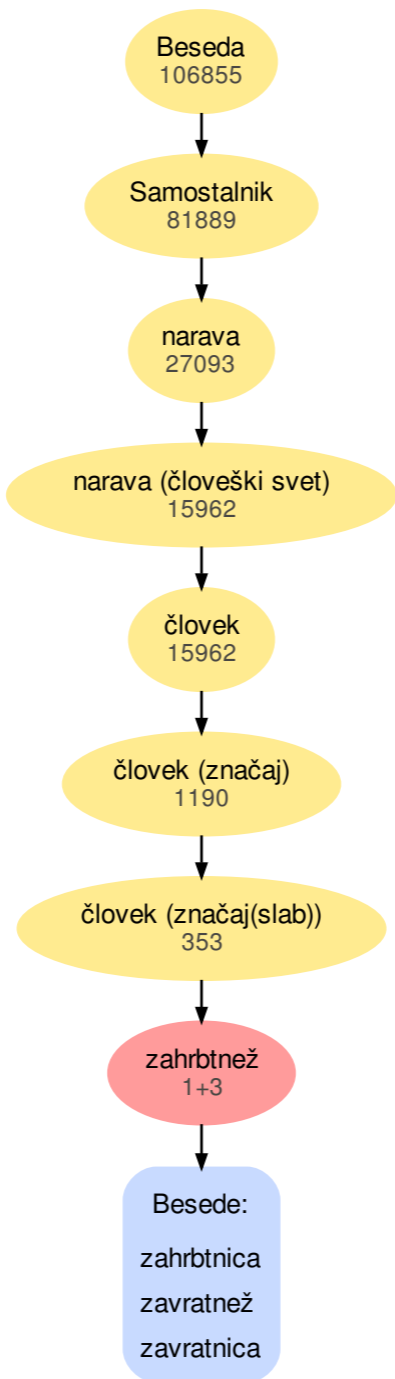 Beseda
106855
Samostalnik
81889
narava
27093
narava (človeški svet)
15962
človek
15962
človek (značaj)
1190
človek (značaj(slab))
353
zahrbtnež
1+3
Besede:
zahrbtnica
zavratnež
zavratnica